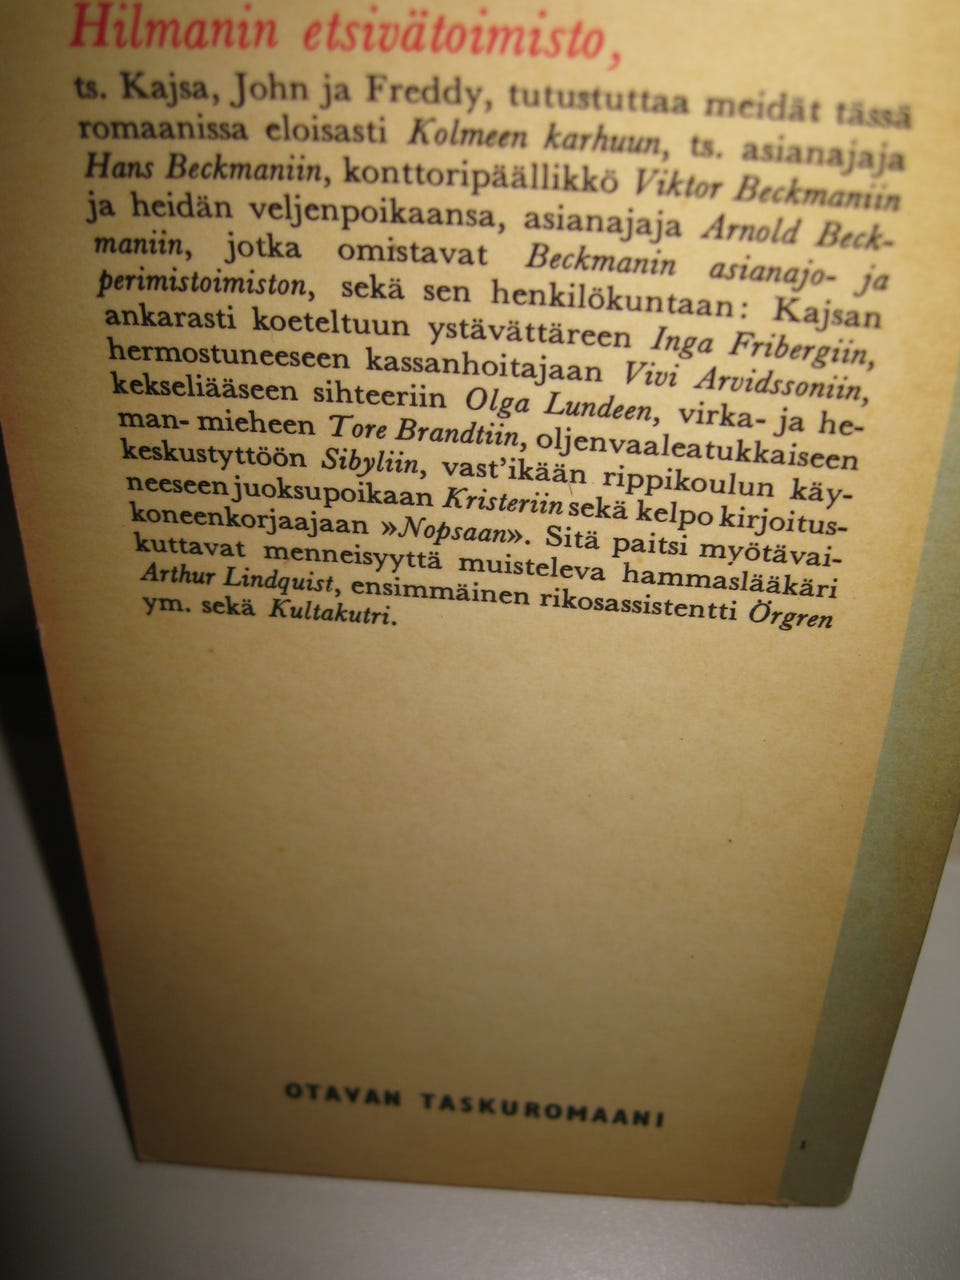 Hilmanin etsivätoimisto,
ts. Kajsa, John ja Freddy, tutustuttaa meidät tässä
romaanissa eloisasti Kolmeen karhuun, ts. asianajaja
Hans Beckmaniin, konttoripäällikkö Viktor Beckmaniin
ja heidän veljenpoikaansa, asianajaja Arnold Beck-
maniin, jotka omistavat Beckmanin asianajo- ja
perimistoimiston, sekä sen henkilökuntaan: Kajsan
ankarasti koeteltuun ystävättäreen Inga Fribergiin,
hermostuneeseen kassanhoitajaan Vivi Arvidssoniin,
kekseliääseen sihteeriin Olga Lundeen, virka- ja he-
man- mieheen Tore Brandtiin, oljenvaaleatukkaiseen
keskustyttöön Sibyliin, vast'ikään rippikoulun käy-
neeseen juoksupoikaan Kristeriin sekä kelpo kirjoitus-
koneenkorjaajaan »Nopsaan». Sitä paitsi myötävai-
kuttavat menneisyyttä muisteleva hammaslääkäri
Arthur Lindquist, ensimmäinen rikosassistentti Örgren
ym. sekä Kultakutri.
OTAVAN TASKUROMAANI